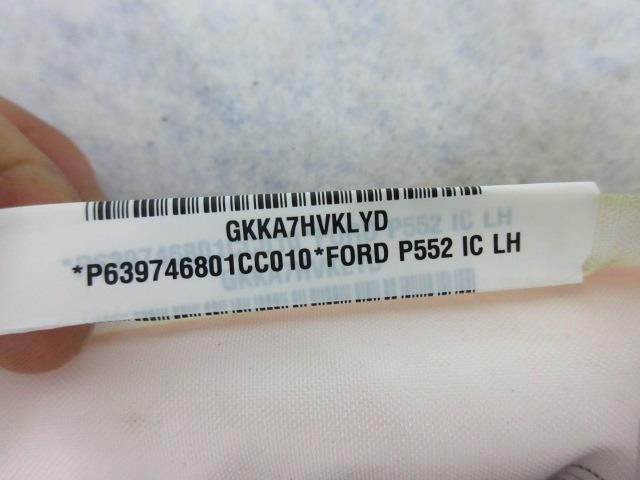 GKKA7HVKLYD
*P639746801CC010*FORD P552 IC LH